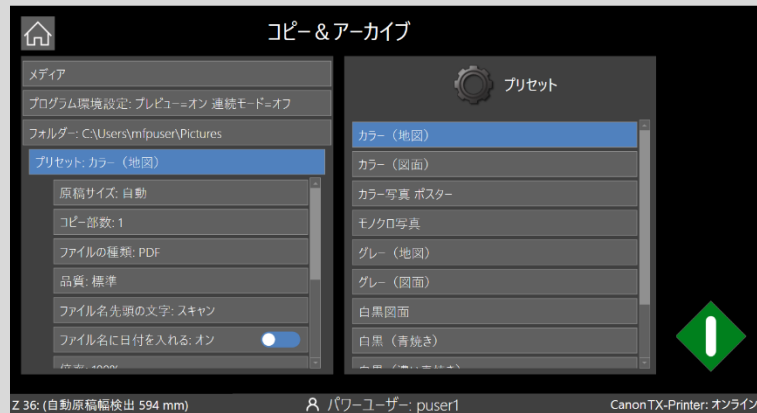 コピー & アーカイブ
メディア
プログラム環境設定: プレビュー=オン 連続モード=オフ
フォルダー: C:\Users\mfpuser\Pictures
プリセット: カラー（地図）
原稿サイズ: 自動
コピー部数: 1
ファイルの種類: PDF
品質: 標準
ファイル名先頭の文字: スキャン
ファイル名に日付を入れる: オン
プリセット
カラー（地図）
カラー（図面）
カラー写真 ポスター
モノクロ写真
グレー（地図）
グレー（図面）
白黒図面
白黒（青焼き）
Z 36: (自動原稿幅検出 594 mm)
パワーユーザー: puser1
Canon TX-Printer: オンライン